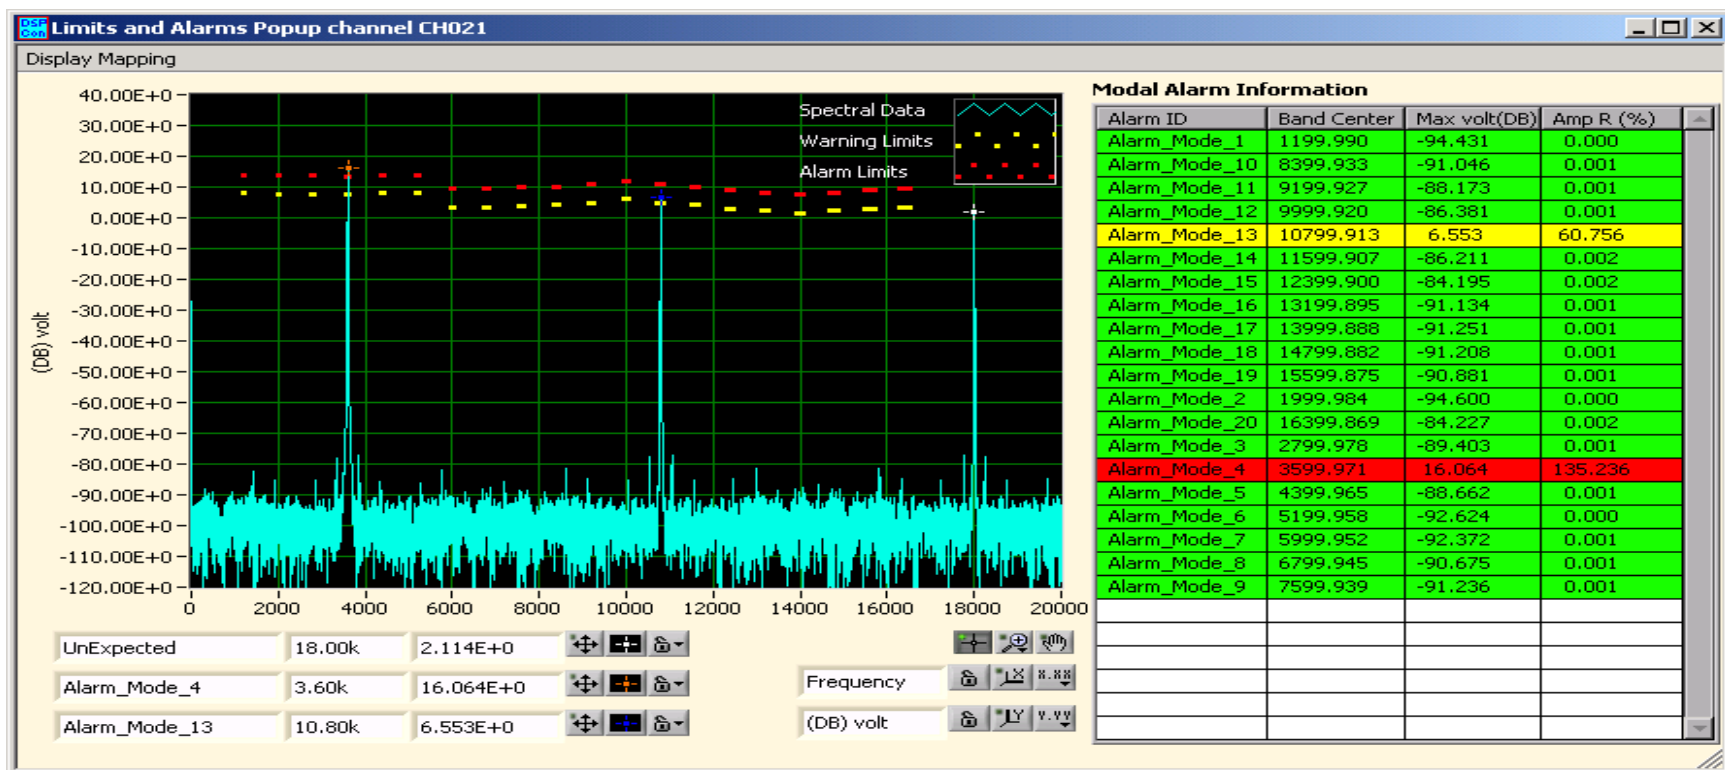 DSP Con Limits and Alarms Popup channel CH021
Display Mapping
40.00E+0
30.00E+0
20.00E+0
10.00E+0
0.00E+0
-10.00E+0
-20.00E+0
-30.00E+0
-40.00E+0
-50.00E+0
-60.00E+0
-70.00E+0
-80.00E+0
-90.00E+0
-100.00E+0
-110.00E+0
-120.00E+0
(DB) volt
0 2000 4000 6000 8000 10000 12000 14000 16000 18000 20000
Spectral Data
Warning Limits
Alarm Limits
UnExpected 18.00k 2.114E+0
Alarm_Mode_4 3.60k 16.064E+0
Alarm_Mode_13 10.80k 6.553E+0
Frequency X X.XX
(DB) volt Y Y.YY
Modal Alarm Information
Alarm ID Band Center Max volt(DB) Amp R (%)
Alarm_Mode_1 1199.990 -94.431 0.000
Alarm_Mode_10 8399.933 -91.046 0.001
Alarm_Mode_11 9199.927 -88.173 0.001
Alarm_Mode_12 9999.920 -86.381 0.001
Alarm_Mode_13 10799.913 6.553 60.756
Alarm_Mode_14 11599.907 -86.211 0.002
Alarm_Mode_15 12399.900 -84.195 0.002
Alarm_Mode_16 13199.895 -91.134 0.001
Alarm_Mode_17 13999.888 -91.251 0.001
Alarm_Mode_18 14799.882 -91.208 0.001
Alarm_Mode_19 15599.875 -90.881 0.001
Alarm_Mode_2 1999.984 -94.600 0.000
Alarm_Mode_20 16399.869 -84.227 0.002
Alarm_Mode_3 2799.978 -89.403 0.001
Alarm_Mode_4 3599.971 16.064 135.236
Alarm_Mode_5 4399.965 -88.662 0.001
Alarm_Mode_6 5199.958 -92.624 0.000
Alarm_Mode_7 5999.952 -92.372 0.001
Alarm_Mode_8 6799.945 -90.675 0.001
Alarm_Mode_9 7599.939 -91.236 0.001